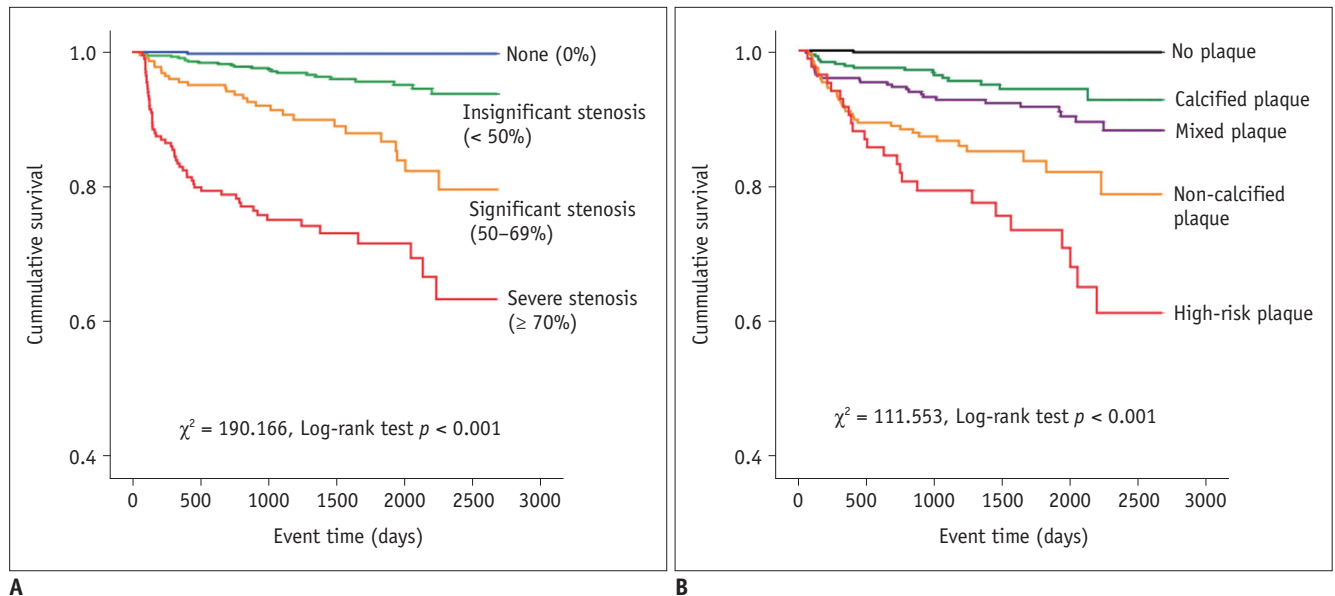 1.0
0.8
0.6
0.4
Cummulative survival
None (0%)
Insignificant stenosis
(< 50%)
Significant stenosis
(50–69%)
Severe stenosis
(≥ 70%)
χ² = 190.166, Log-rank test p < 0.001
0 500 1000 1500 2000 2500 3000
Event time (days)
A
1.0
0.8
0.6
0.4
Cummulative survival
No plaque
Calcified plaque
Mixed plaque
Non-calcified
plaque
High-risk plaque
χ² = 111.553, Log-rank test p < 0.001
0 500 1000 1500 2000 2500 3000
Event time (days)
B